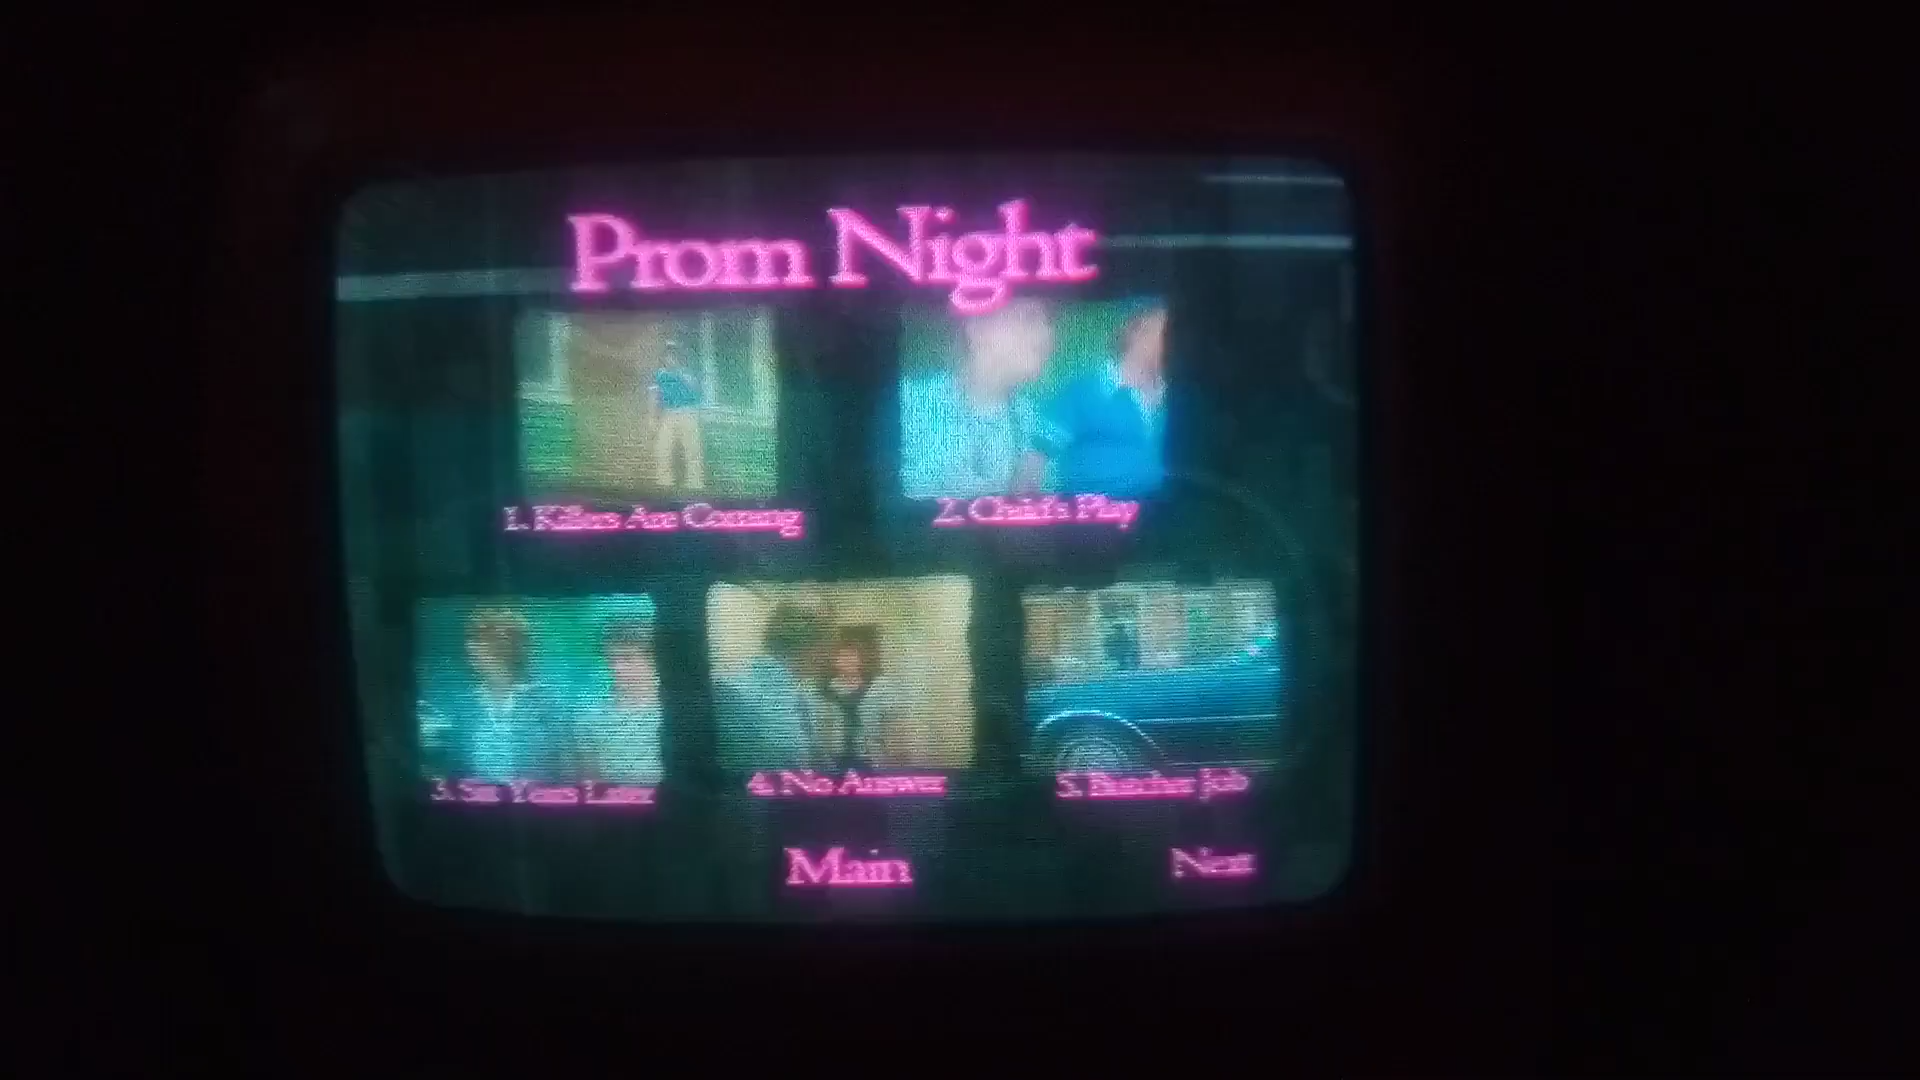 Prom Night
1. Killers Are Coming
2. Child's Play
3. Six Years Later
4. No Answer
5. Butcher Job
Main
Next